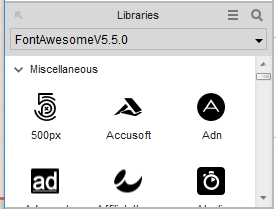 Libraries
FontAwesomeV5.5.0
Miscellaneous
500px
Accusoft
Adn
ad